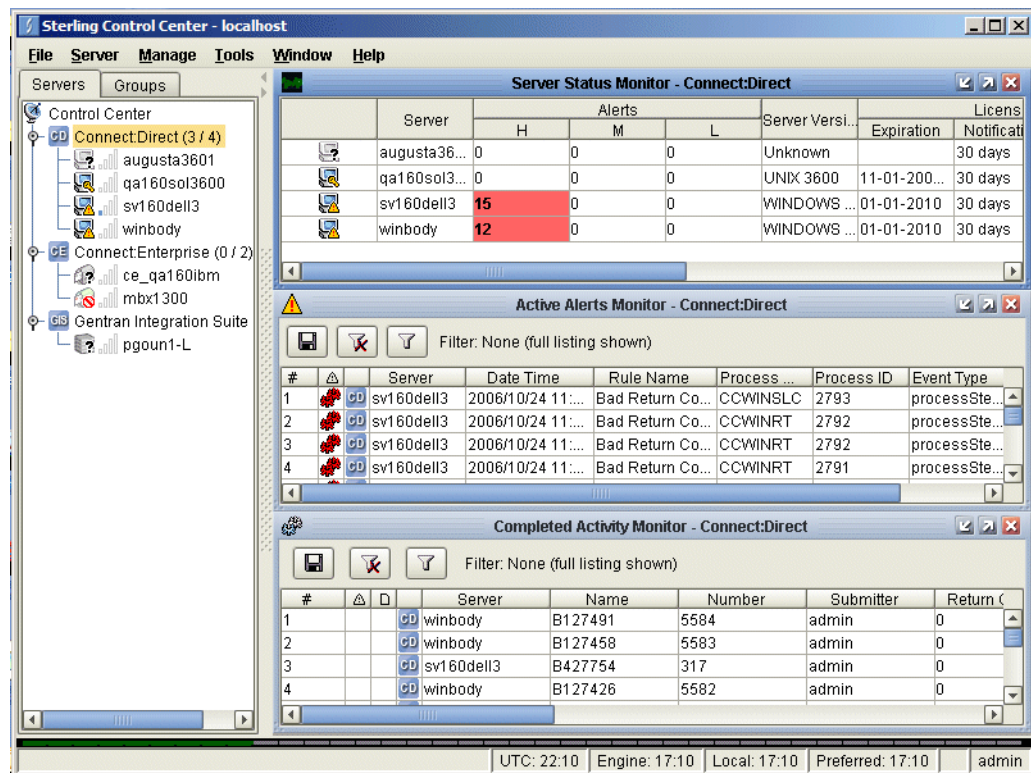 Sterling Control Center - localhost
File Server Manage Tools Window Help
Servers Groups
Control Center
CD Connect:Direct (3 / 4)
augusta3601
qa160sol3600
sv160dell3
winbody
CE Connect:Enterprise (0 / 2)
ce_qa160ibm
mbx1300
GIS Gentran Integration Suite
pgoun1-L
Server Status Monitor - Connect:Direct
Server Alerts Server Versi... Licens
H M L Expiration Notificati
augusta36... 0 0 0 Unknown 30 days
qa160sol3... 0 0 0 UNIX 3600 11-01-200... 30 days
sv160dell3 15 0 0 WINDOWS ... 01-01-2010 30 days
winbody 12 0 0 WINDOWS ... 01-01-2010 30 days
Active Alerts Monitor - Connect:Direct
Filter: None (full listing shown)
# Server Date Time Rule Name Process ... Process ID Event Type
1 CD sv160dell3 2006/10/24 11:... Bad Return Co... CCWINSLC 2793 processSte...
2 CD sv160dell3 2006/10/24 11:... Bad Return Co... CCWINRT 2792 processSte...
3 CD sv160dell3 2006/10/24 11:... Bad Return Co... CCWINRT 2792 processSte...
4 CD sv160dell3 2006/10/24 11:... Bad Return Co... CCWINRT 2791 processSte...
Completed Activity Monitor - Connect:Direct
Filter: None (full listing shown)
# Server Name Number Submitter Return C
1 CD winbody B127491 5584 admin 0
2 CD winbody B127458 5583 admin 0
3 CD sv160dell3 B427754 317 admin 0
4 CD winbody B127426 5582 admin 0
UTC: 22:10 Engine: 17:10 Local: 17:10 Preferred: 17:10 admin